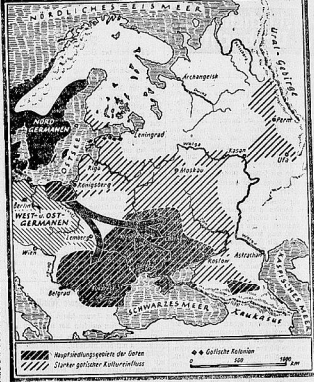 NÖRDLICHES EISMEER
Ural-Gebirge
Archangelsk
NORD
GERMANEN
Leningrad
Perm
OSTSEE
Wolga
Kasan
Ufa
Riga
Moskau
Königsberg
Berlin
WEST- u. OST-
GERMANEN
Lemberg
Wien
Rostow
Astrachan
Belgrad
SCHWARZES MEER
Kaukasus
KASPISCHES MEER
Hauptsiedlungsgebiete der Goten
Gotische Kolonien
Starker gotischer Kultureinfluss
0 500 1000
km